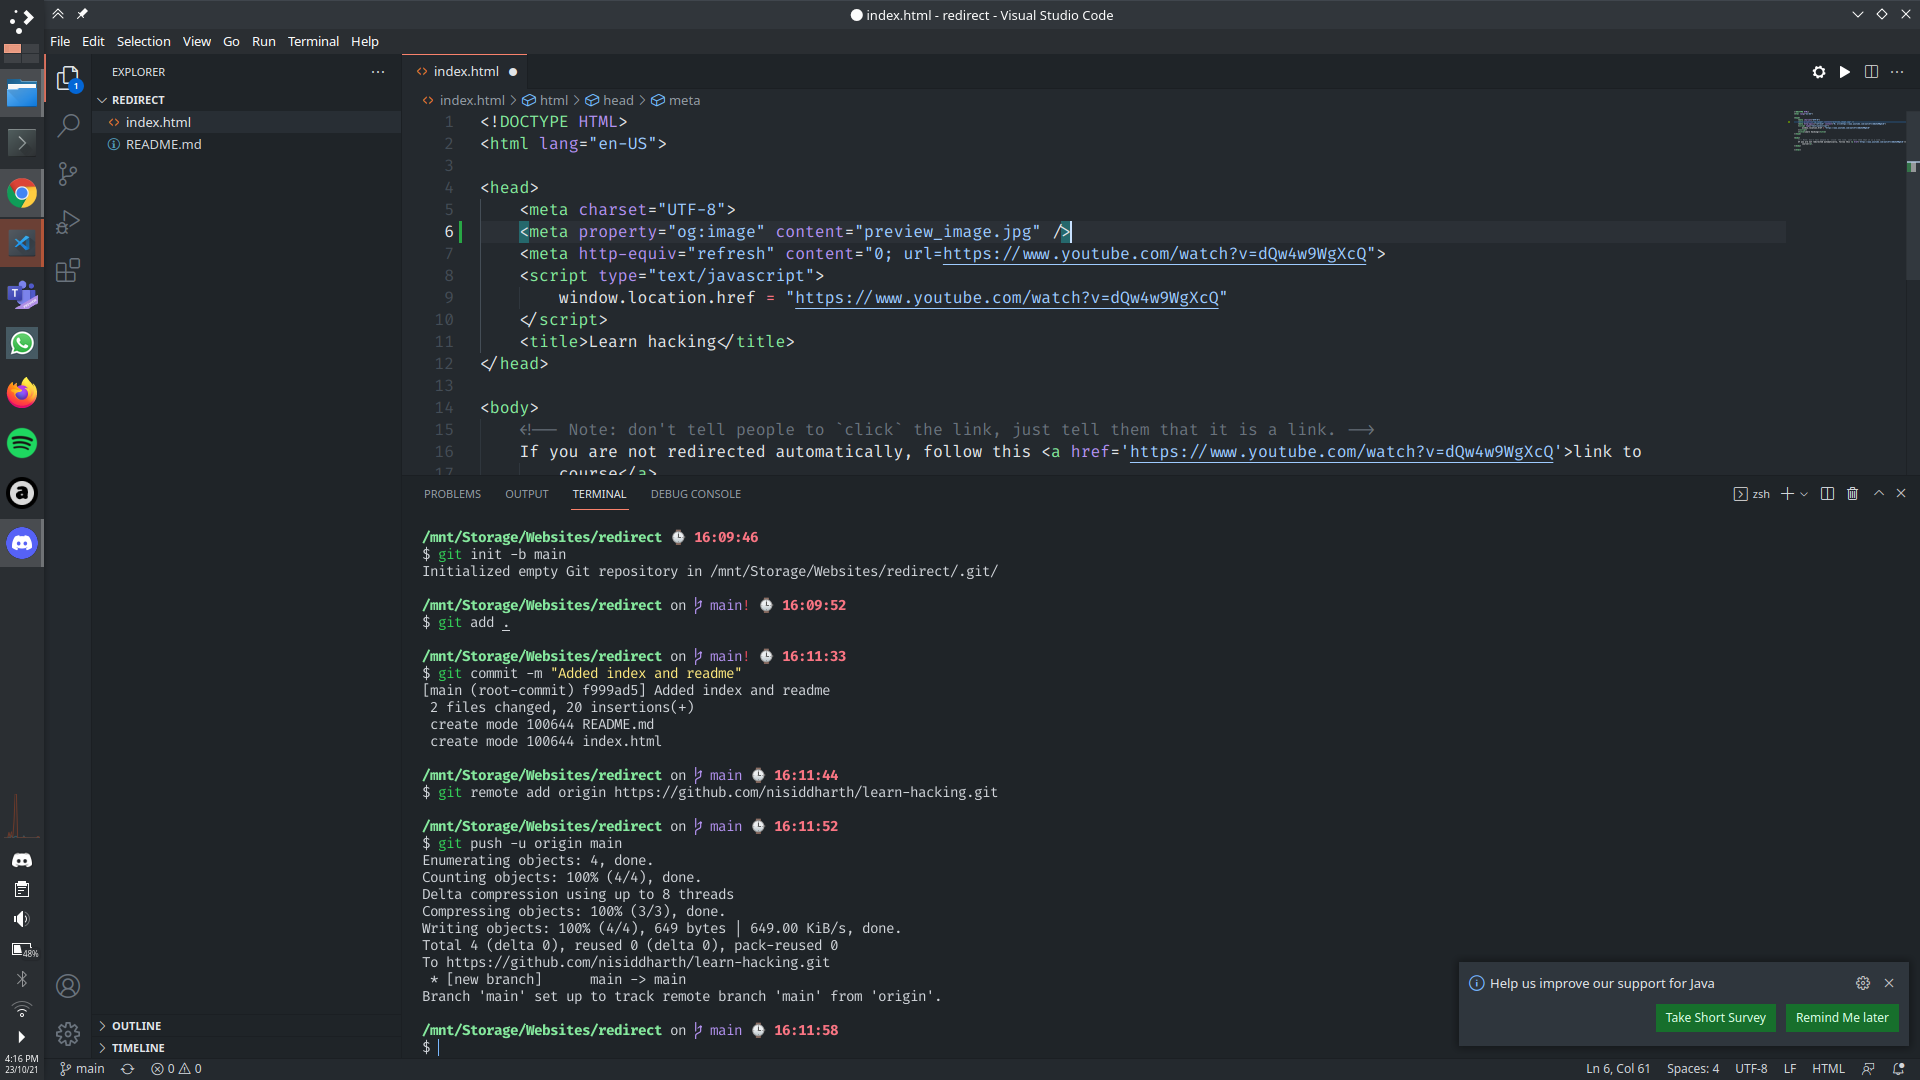 index.html - redirect - Visual Studio Code
File Edit Selection View Go Run Terminal Help
EXPLORER
1
index.html
REDIRECT
index.html
README.md
index.html > html > head > meta
1 <!DOCTYPE HTML>
2 <html lang="en-US">
3
4 <head>
5 <meta charset="UTF-8">
6 <meta property="og:image" content="preview_image.jpg" />
7 <meta http-equiv="refresh" content="0; url=https://www.youtube.com/watch?v=dQw4w9WgXcQ">
8 <script type="text/javascript">
9 window.location.href = "https://www.youtube.com/watch?v=dQw4w9WgXcQ"
10 </script>
11 <title>Learn hacking</title>
12 </head>
13
14 <body>
15 <!-- Note: don't tell people to `click` the link, just tell them that it is a link. -->
16 If you are not redirected automatically, follow this <a href='https://www.youtube.com/watch?v=dQw4w9WgXcQ'>link to
17 course</a>
PROBLEMS OUTPUT TERMINAL DEBUG CONSOLE
zsh
/mnt/Storage/Websites/redirect ⌚ 16:09:46
$ git init -b main
Initialized empty Git repository in /mnt/Storage/Websites/redirect/.git/
/mnt/Storage/Websites/redirect on main! ⌚ 16:09:52
$ git add .
/mnt/Storage/Websites/redirect on main! ⌚ 16:11:33
$ git commit -m "Added index and readme"
[main (root-commit) f999ad5] Added index and readme
2 files changed, 20 insertions(+)
create mode 100644 README.md
create mode 100644 index.html
/mnt/Storage/Websites/redirect on main ⌚ 16:11:44
$ git remote add origin https://github.com/nisiddharth/learn-hacking.git
/mnt/Storage/Websites/redirect on main ⌚ 16:11:52
$ git push -u origin main
Enumerating objects: 4, done.
Counting objects: 100% (4/4), done.
Delta compression using up to 8 threads
Compressing objects: 100% (3/3), done.
Writing objects: 100% (4/4), 649 bytes | 649.00 KiB/s, done.
Total 4 (delta 0), reused 0 (delta 0), pack-reused 0
To https://github.com/nisiddharth/learn-hacking.git
* [new branch] main -> main
Branch 'main' set up to track remote branch 'main' from 'origin'.
/mnt/Storage/Websites/redirect on main ⌚ 16:11:58
$
Help us improve our support for Java
Take Short Survey Remind Me later
OUTLINE
TIMELINE
48%
4:16 PM
23/10/21
main 0 0 Ln 6, Col 61 Spaces: 4 UTF-8 LF HTML